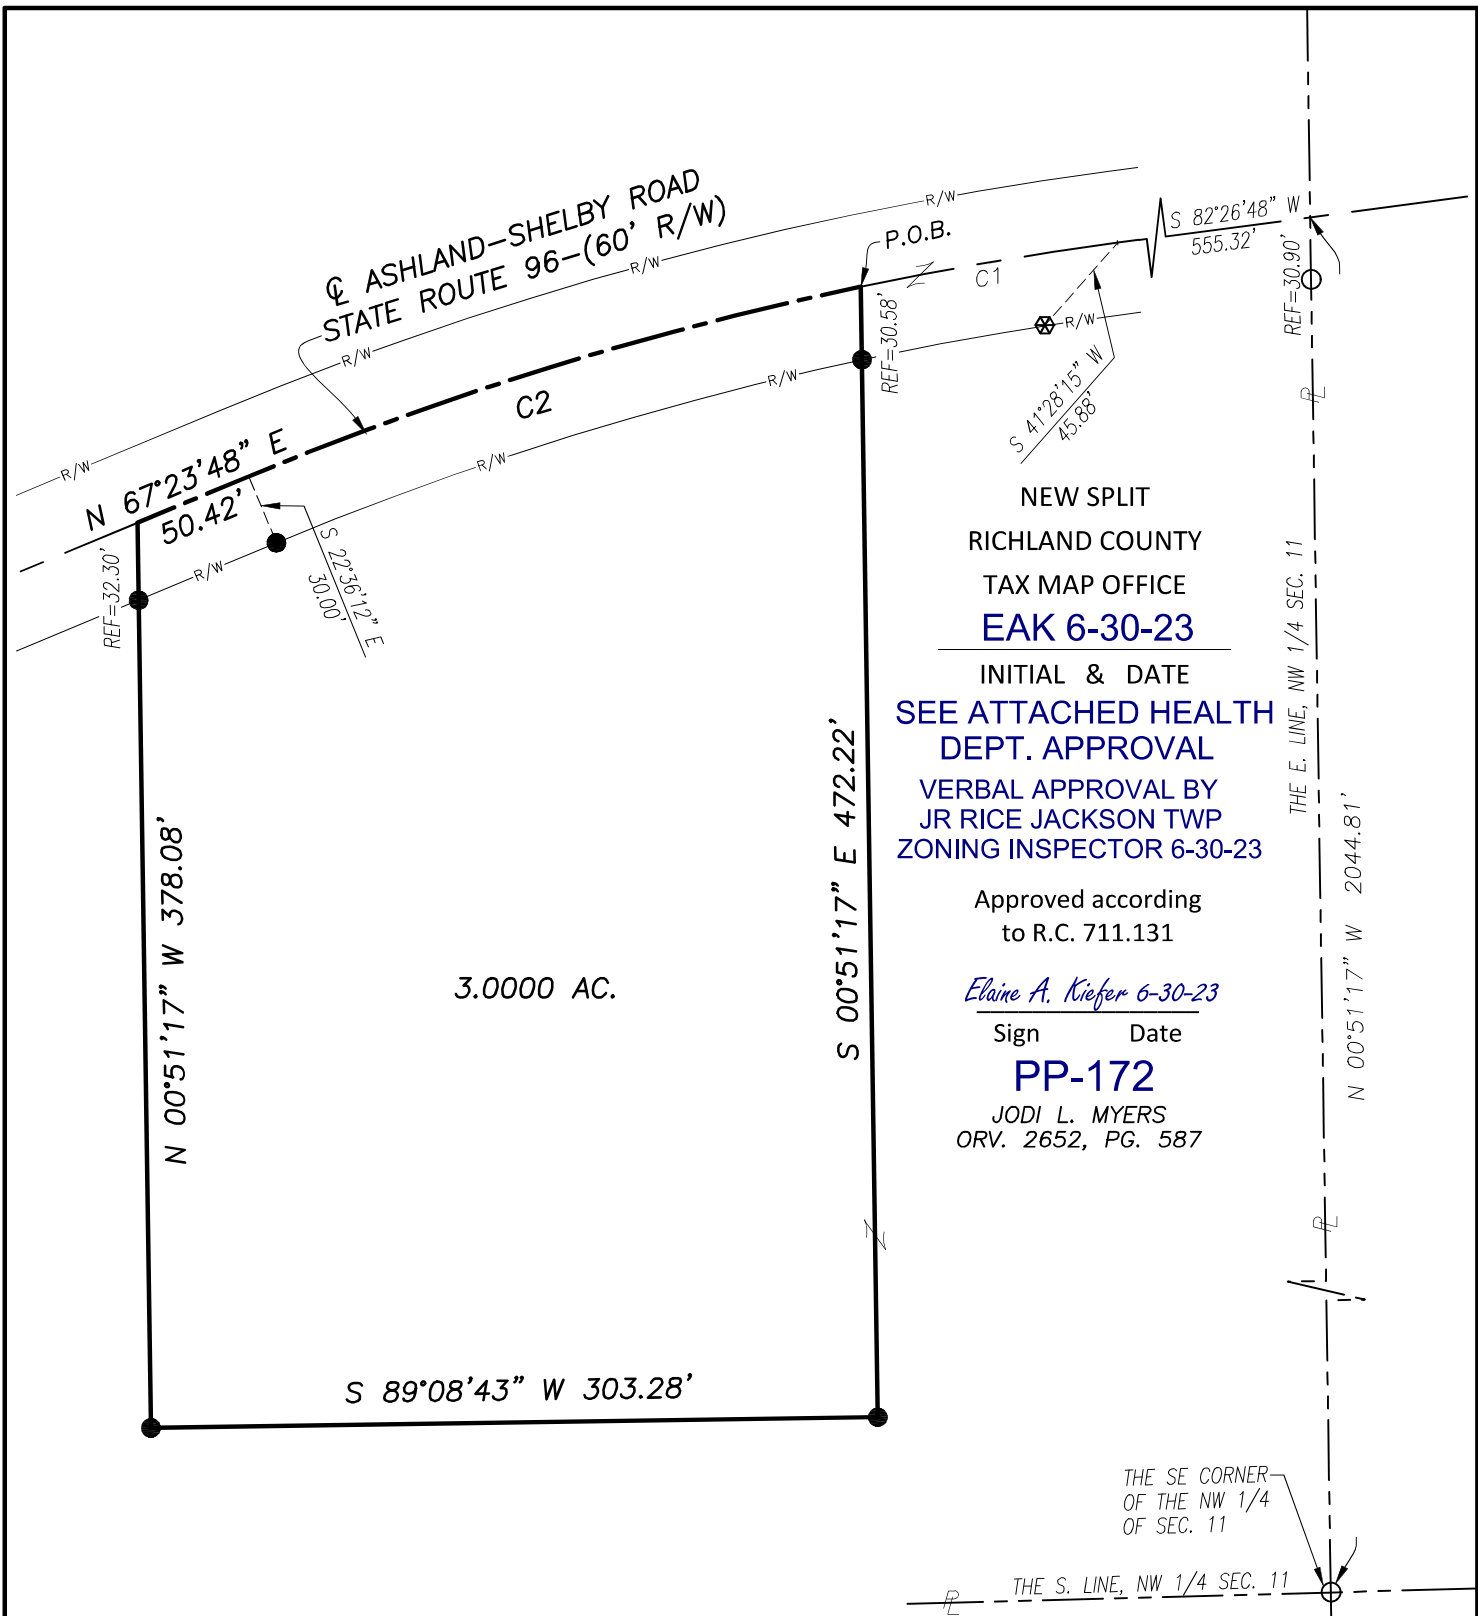 ℄ ASHLAND-SHELBY ROAD
STATE ROUTE 96-(60' R/W)
R/W
R/W
R/W
R/W
P.O.B.
S 82°26'48" W
555.32'
C1
REF=30.90'
REF=30.58'
R/W
R/W
R/W
R/W
C2
S 41°28'15" W
45.88'
N 67°23'48" E
50.42'
REF=32.30'
S 22°36'12" E
30.00'
NEW SPLIT
RICHLAND COUNTY
TAX MAP OFFICE
EAK 6-30-23
INITIAL & DATE
SEE ATTACHED HEALTH
DEPT. APPROVAL
VERBAL APPROVAL BY
JR RICE JACKSON TWP
ZONING INSPECTOR 6-30-23
Approved according
to R.C. 711.131
Elaine A. Kiefer 6-30-23
Sign Date
PP-172
JODI L. MYERS
ORV. 2652, PG. 587
THE E. LINE, NW 1/4 SEC. 11
N 00°51'17" W 2044.81'
PL
PL
N 00°51'17" W 378.08'
3.0000 AC.
S 00°51'17" E 472.22'
S 89°08'43" W 303.28'
THE SE CORNER
OF THE NW 1/4
OF SEC. 11
THE S. LINE, NW 1/4 SEC. 11
PL